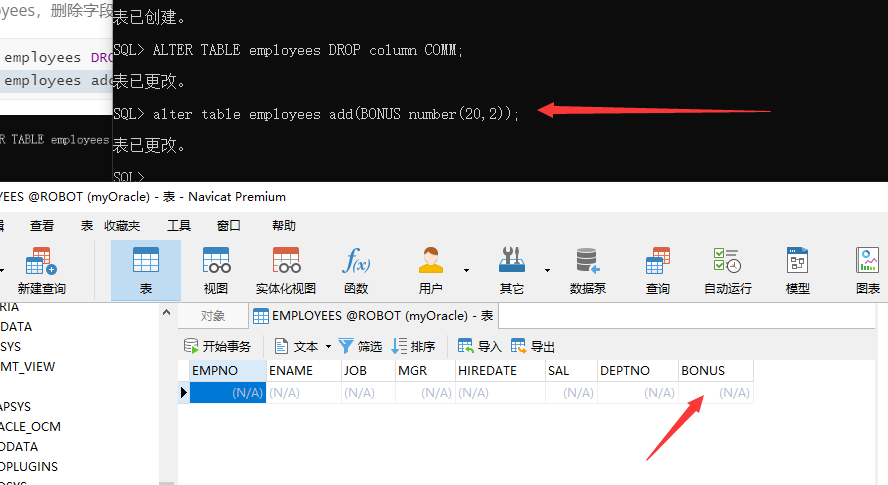 yees，删除字段
employees DRO
employees add
R TABLE employees
表已创建。
SQL> ALTER TABLE employees DROP column COMM;
表已更改。
SQL> alter table employees add(BONUS number(20,2));
表已更改。
SQL>
EES @ROBOT (myOracle) - 表 - Navicat Premium
查看 表 收藏夹 工具 窗口 帮助
新建查询 表 视图 实体化视图 函数 用户 其它 数据泵 查询 自动运行 模型 图表
RIA
DATA
SYS
MT_VIEW
APSYS
ACLE_OCM
ODATA
OPLUGINS
对象 EMPLOYEES @ROBOT (myOracle) - 表
开始事务 文本 筛选 排序 导入 导出
EMPNO ENAME JOB MGR HIREDATE SAL DEPTNO BONUS
(N/A) (N/A) (N/A) (N/A) (N/A) (N/A) (N/A) (N/A)